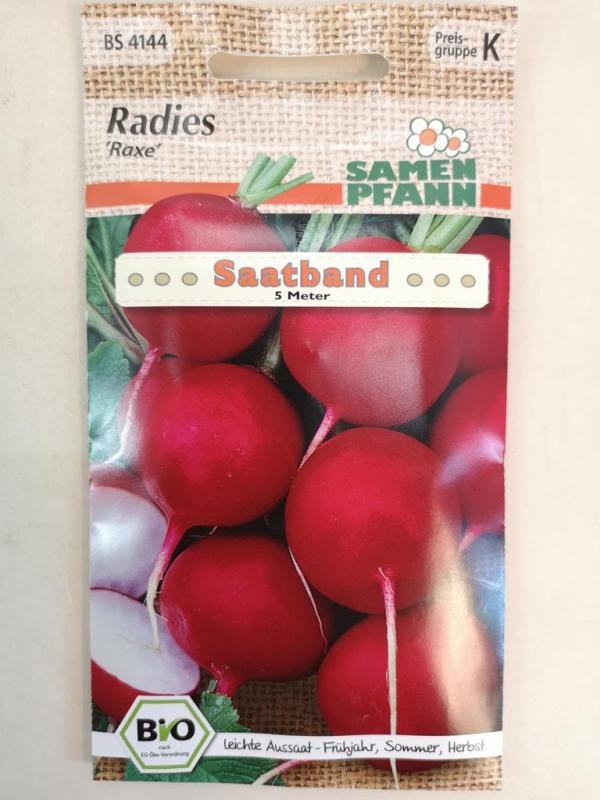 BS 4144
Preis-
gruppe K
Radies
'Raxe'
SAMEN
PFANN
Saatband
5 Meter
BiO
nach
EG-Öko-Verordnung
leichte Aussaat - Frühjahr, Sommer, Herbst